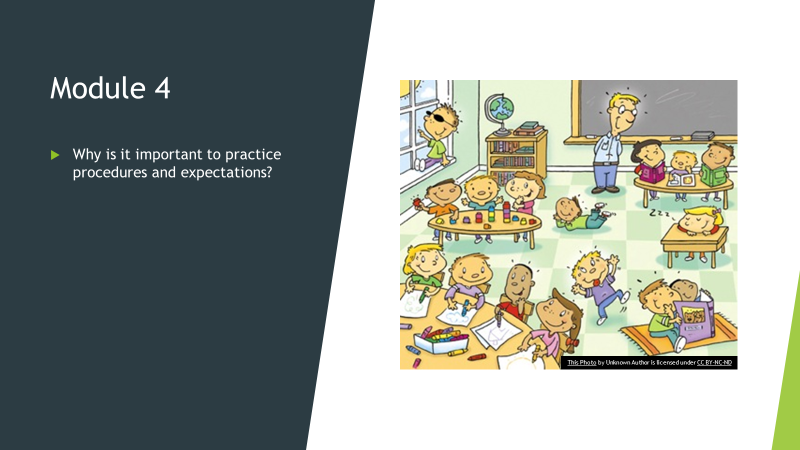 Module 4
Why is it important to practice
procedures and expectations?
zzz
This Photo by Unknown Author is licensed under CC BY-NC-ND